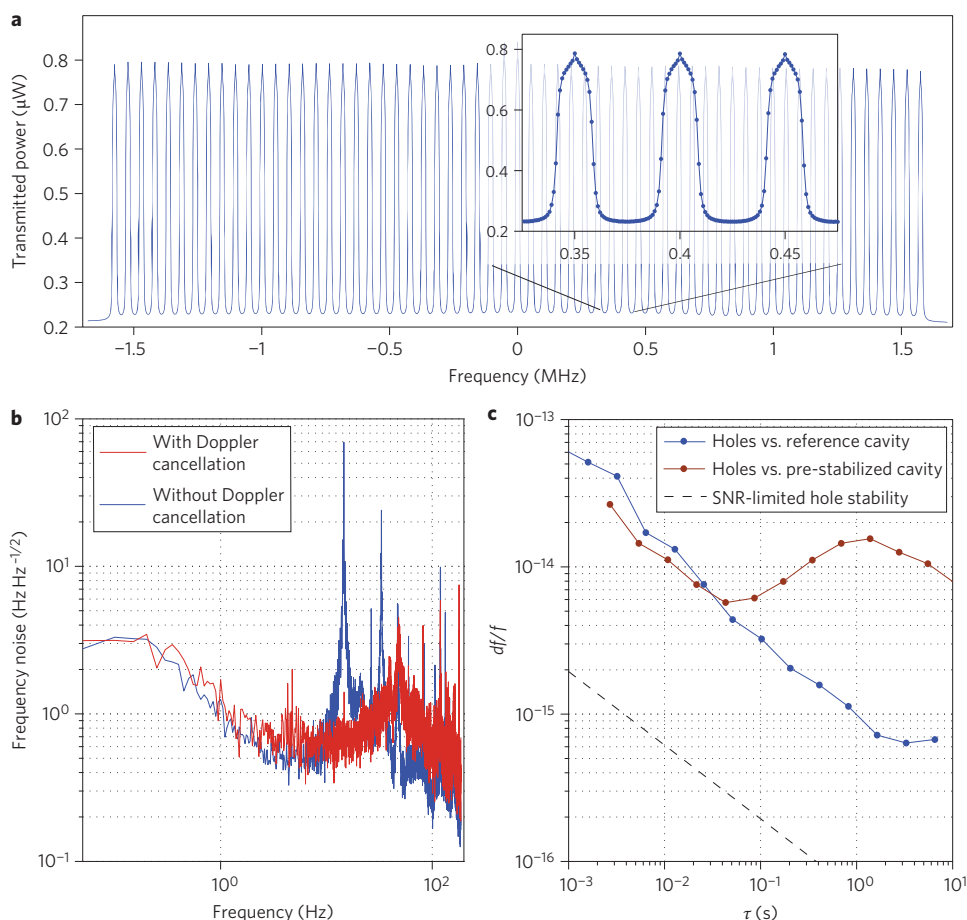 a
Transmitted power (μW)
0.8
0.7
0.6
0.5
0.4
0.3
0.2
0.8
0.6
0.4
0.2
0.35
0.4
0.45
−1.5
−1
−0.5
0
0.5
1
1.5
Frequency (MHz)
b
Frequency noise (Hz Hz⁻¹/²)
10²
10¹
10⁰
10⁻¹
With Doppler
cancellation
Without Doppler
cancellation
10⁰
10²
Frequency (Hz)
c
df/f
10⁻¹³
10⁻¹⁴
10⁻¹⁵
10⁻¹⁶
Holes vs. reference cavity
Holes vs. pre-stabilized cavity
SNR-limited hole stability
10⁻³
10⁻²
10⁻¹
10⁰
10¹
τ (s)